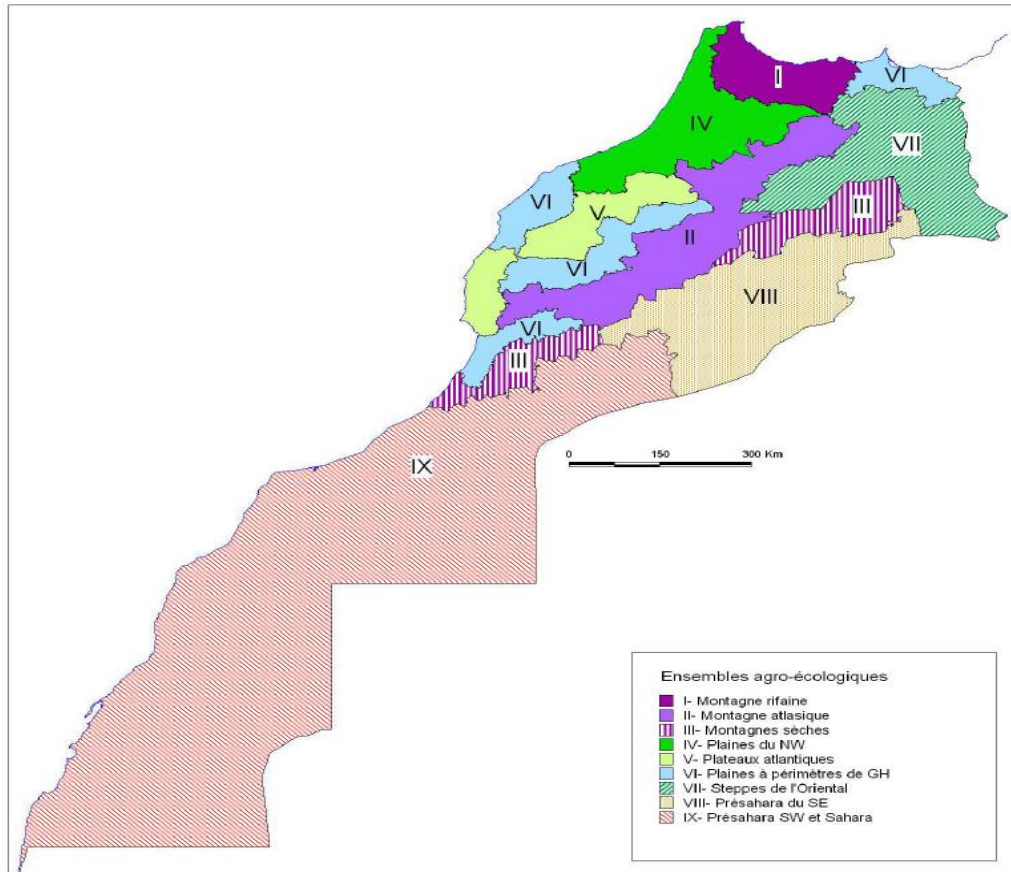 I
VI
IV
VII
VI
V
III
II
VI
VIII
VI
III
0 150 300 Km
IX
Ensembles agro-écologiques
I- Montagne rifaine
II- Montagne atlasique
III- Montagnes sèches
IV- Plaines du NW
V- Plateaux atlantiques
VI- Plaines à périmètres de GH
VII- Steppes de l'Oriental
VIII- Présahara du SE
IX- Présahara SW et Sahara